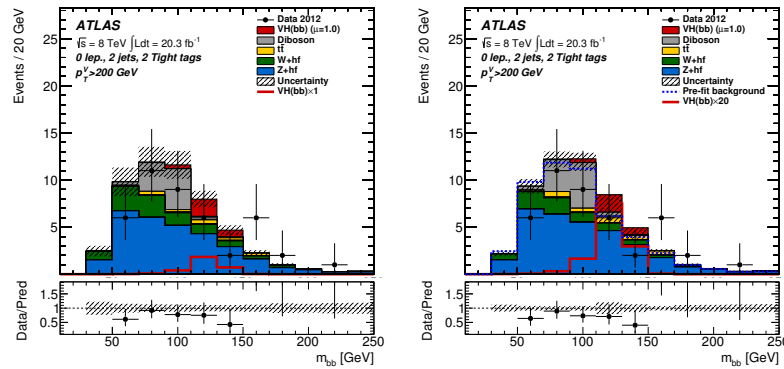 ATLAS
√s = 8 TeV ∫Ldt = 20.3 fb⁻¹
0 lep., 2 jets, 2 Tight tags
p_T^V>200 GeV
Data 2012
VH(bb) (μ=1.0)
Diboson
tt̄
W+hf
Z+hf
Uncertainty
VH(bb)×1
Events / 20 GeV
25
20
15
10
5
Data/Pred
1
0.5
50
100
150
200
250
m_bb [GeV]
ATLAS
√s = 8 TeV ∫Ldt = 20.3 fb⁻¹
0 lep., 2 jets, 2 Tight tags
p_T^V>200 GeV
Data 2012
VH(bb) (μ=1.0)
Diboson
tt̄
W+hf
Z+hf
Uncertainty
Pre-fit background
VH(bb)×20
Events / 20 GeV
25
20
15
10
5
Data/Pred
1
0.5
50
100
150
200
250
m_bb [GeV]